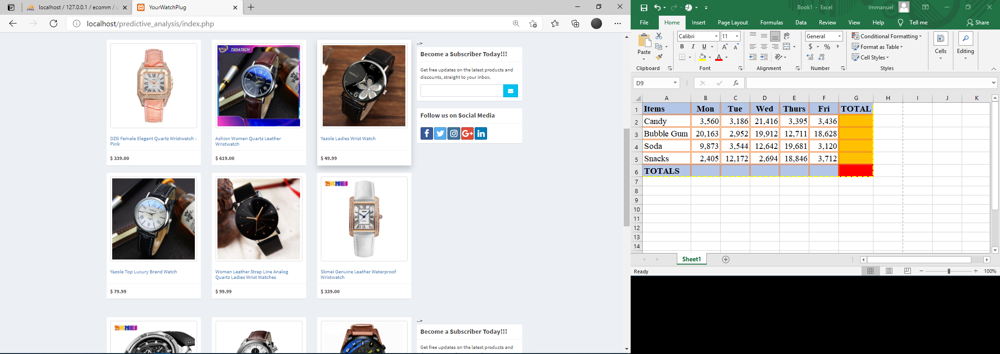 localhost / 127.0.0.1 / ecomm / u
YourWatchPlug
localhost/predictive_analysis/index.php
TSDATECH
DZG Female Elegant Quartz Wristwatch -
Pink
$ 339.00
Ashion Women Quartz Leather
Wristwatch
$ 619.00
YAZOLE
Yazole Ladies Wrist Watch
$ 49.99
-->
Become a Subscriber Today!!!
Get free updates on the latest products and
discounts, straight to your inbox.
Follow us on Social Media
Yazole Top Luxury Brand Watch
$ 79.99
Women Leather Strap Line Analog
Quartz Ladies Wrist Watches
$ 99.99
SKMEI
Skmei Genuine Leather Waterproof
Wristwatch
$ 339.00
SKMEI
-->
Become a Subscriber Today!!!
Get free updates on the latest products and
Book1 - Excel
Immanuel
File Home Insert Page Layout Formulas Data Review View Help Tell me Share
Paste
Clipboard
Calibri 11
B I U
Font
ab
Alignment
General
$ % ,
Number
Conditional Formatting
Format as Table
Cell Styles
Styles
Cells
Editing
D9
fx
A B C D E F G H I J K
1 Items Mon Tue Wed Thurs Fri TOTAL
2 Candy 3,560 3,186 21,416 3,395 3,436
3 Bubble Gum 20,163 2,952 19,912 12,711 18,628
4 Soda 9,873 3,544 12,642 19,681 3,120
5 Snacks 2,405 12,172 2,694 18,846 3,712
6 TOTALS
7
8
9
10
11
12
13
14
Sheet1
Ready
100%